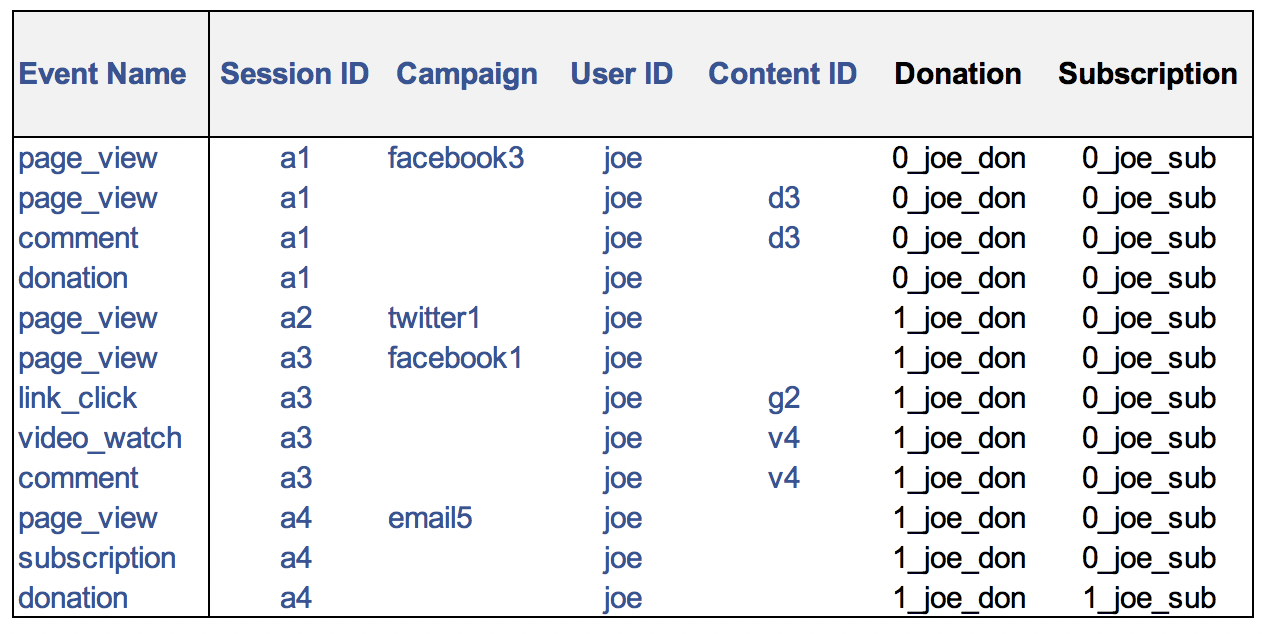 Event Name Session ID Campaign User ID Content ID Donation Subscription
page_view a1 facebook3 joe 0_joe_don 0_joe_sub
page_view a1 joe d3 0_joe_don 0_joe_sub
comment a1 joe d3 0_joe_don 0_joe_sub
donation a1 joe 0_joe_don 0_joe_sub
page_view a2 twitter1 joe 1_joe_don 0_joe_sub
page_view a3 facebook1 joe 1_joe_don 0_joe_sub
link_click a3 joe g2 1_joe_don 0_joe_sub
video_watch a3 joe v4 1_joe_don 0_joe_sub
comment a3 joe v4 1_joe_don 0_joe_sub
page_view a4 email5 joe 1_joe_don 0_joe_sub
subscription a4 joe 1_joe_don 0_joe_sub
donation a4 joe 1_joe_don 1_joe_sub